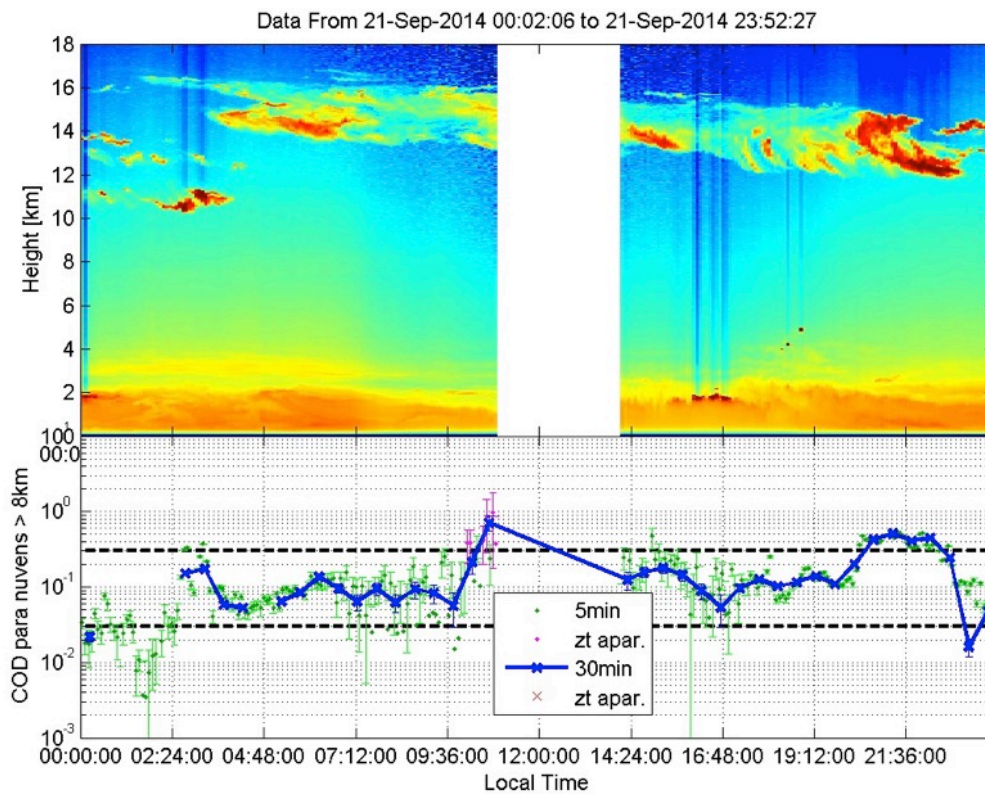 Data From 21-Sep-2014 00:02:06 to 21-Sep-2014 23:52:27
18
16
14
12
10
8
6
4
2
Height [km]
10¹
00:0
10⁰
10⁻¹
10⁻²
10⁻³
COD para nuvens > 8km
5min
zt apar.
30min
zt apar.
00:00:00 02:24:00 04:48:00 07:12:00 09:36:00 12:00:00 14:24:00 16:48:00 19:12:00 21:36:00
Local Time